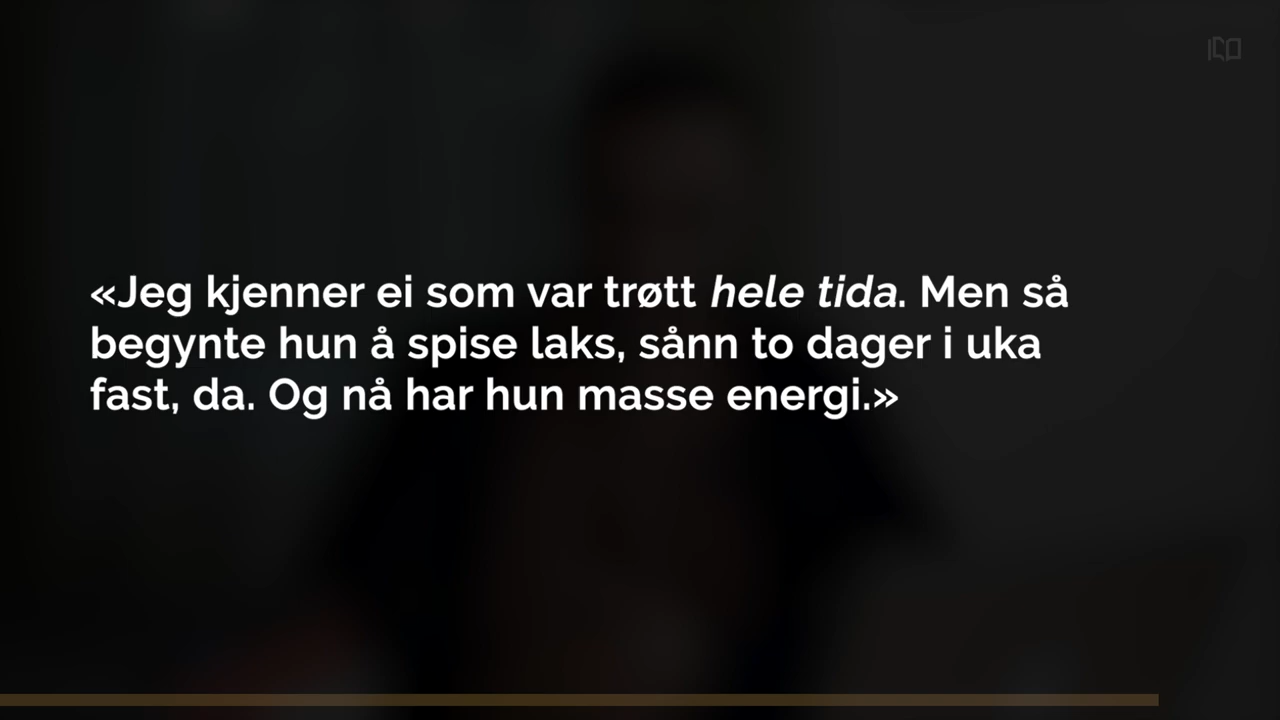 «Jeg kjenner ei som var trøtt hele tida. Men så
begynte hun å spise laks, sånn to dager i uka
fast, da. Og nå har hun masse energi.»